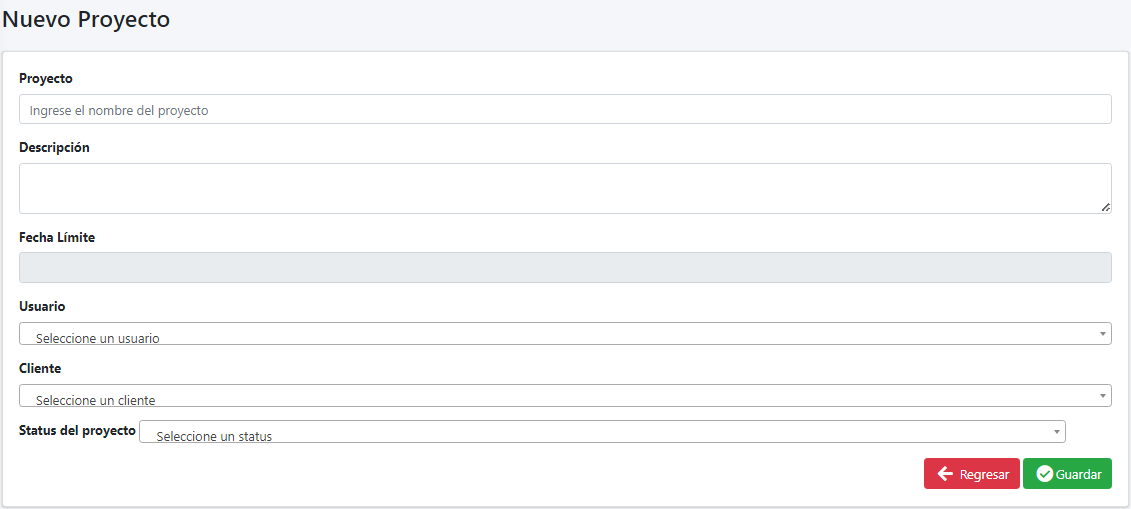 Nuevo Proyecto
Proyecto
Ingrese el nombre del proyecto
Descripción
Fecha Límite
Usuario
Seleccione un usuario
Cliente
Seleccione un cliente
Status del proyecto Seleccione un status
Regresar Guardar